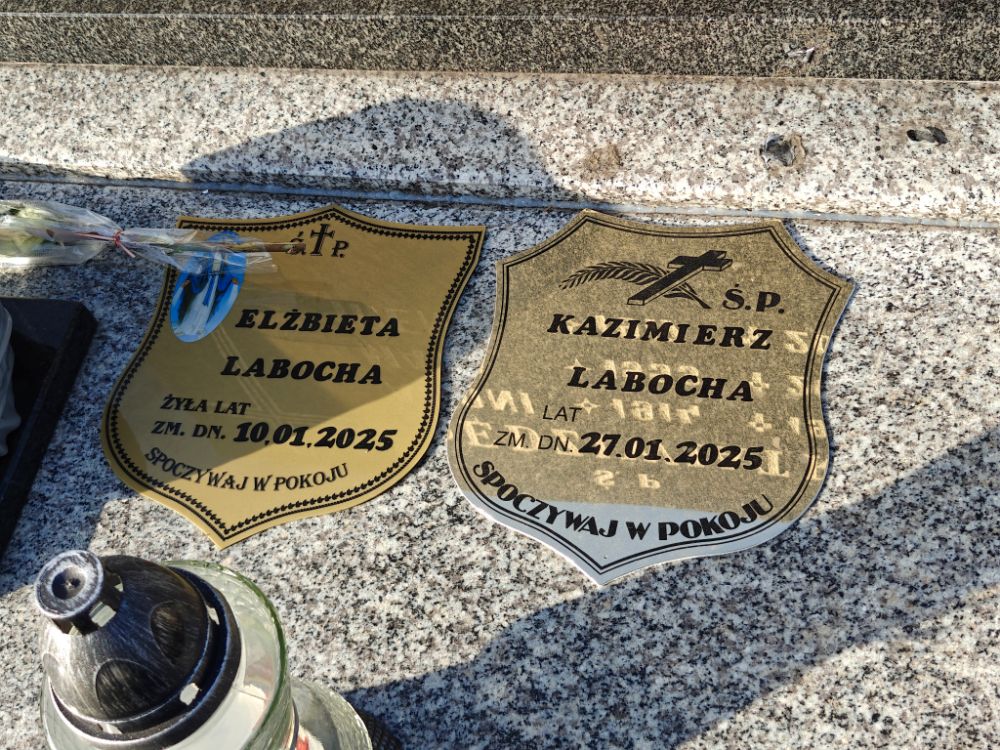 Ś.†P.
ELŻBIETA
LABOCHA
ŻYŁA LAT
ZM. DN. 10.01.2025
SPOCZYWAJ W POKOJU
Ś.P.
KAZIMIERZ
LABOCHA
LAT
ZM. DN. 27.01.2025
SPOCZYWAJ W POKOJU